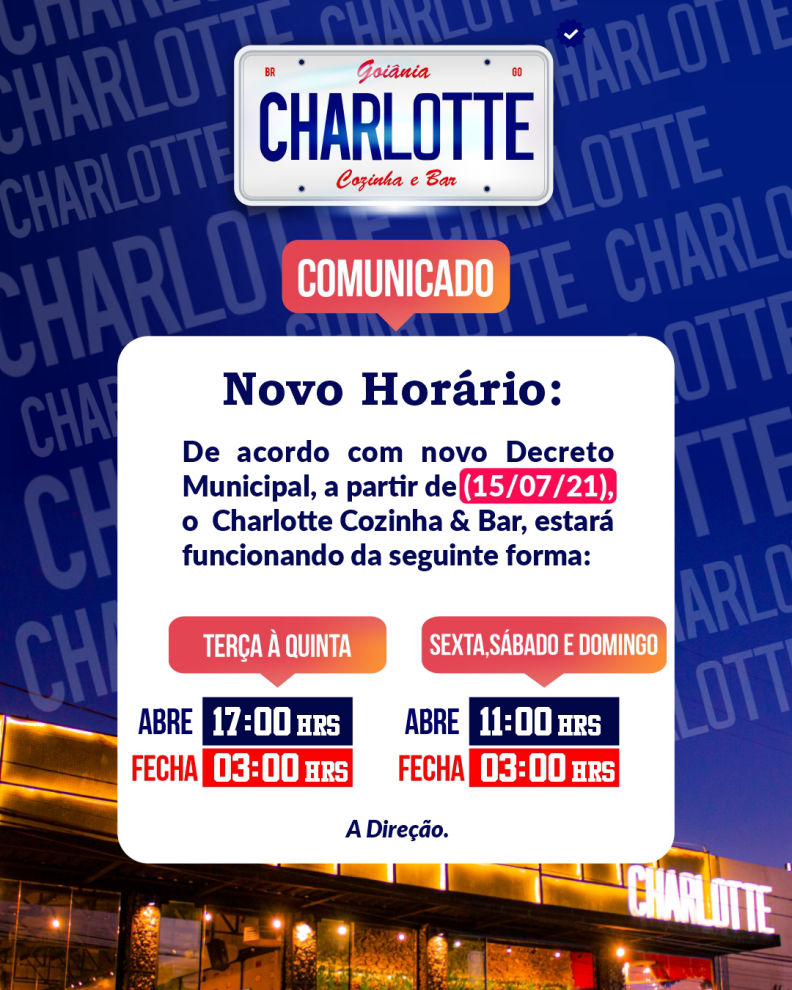 BR
Goiânia
GO
CHARLOTTE
Cozinha e Bar
COMUNICADO
Novo Horário:
De acordo com novo Decreto
Municipal, a partir de (15/07/21),
o Charlotte Cozinha & Bar, estará
funcionando da seguinte forma:
TERÇA À QUINTA
ABRE 17:00 HRS
FECHA 03:00 HRS
SEXTA,SÁBADO E DOMINGO
ABRE 11:00 HRS
FECHA 03:00 HRS
A Direção.
CHARLOTTE